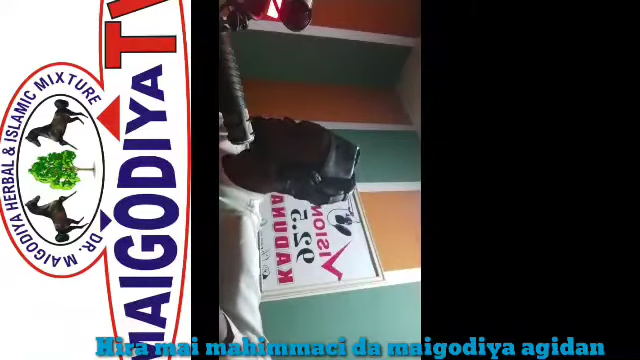 MAIGODIYA TV
MAIGODIYA HERBAL & ISLAMIC MIXTURE
DR. MAIGODIYA
VISION
92.5
KADUNA
Hira mai mahimmaci da maigodiya agidan